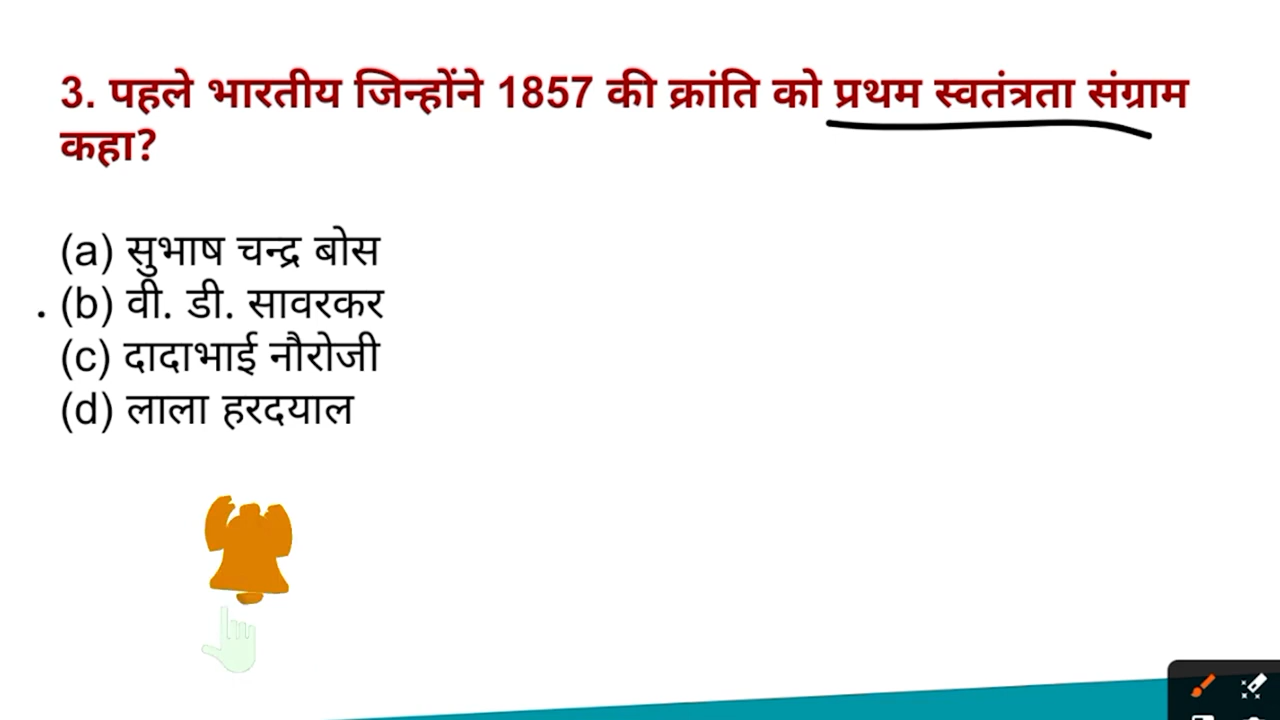 3. पहले भारतीय जिन्होंने 1857 की क्रांति को प्रथम स्वतंत्रता संग्राम
कहा?
(a) सुभाष चन्द्र बोस
(b) वी. डी. सावरकर
(c) दादाभाई नौरोजी
(d) लाला हरदयाल